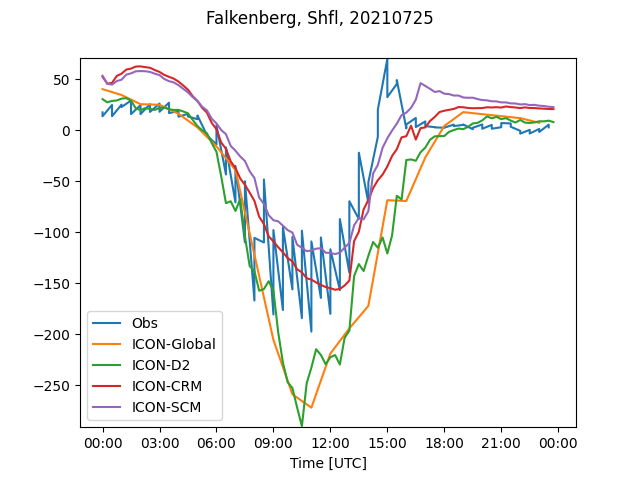 Falkenberg, Shfl, 20210725
50
0
−50
−100
−150
−200
−250
Obs
ICON-Global
ICON-D2
ICON-CRM
ICON-SCM
00:00 03:00 06:00 09:00 12:00 15:00 18:00 21:00 00:00
Time [UTC]